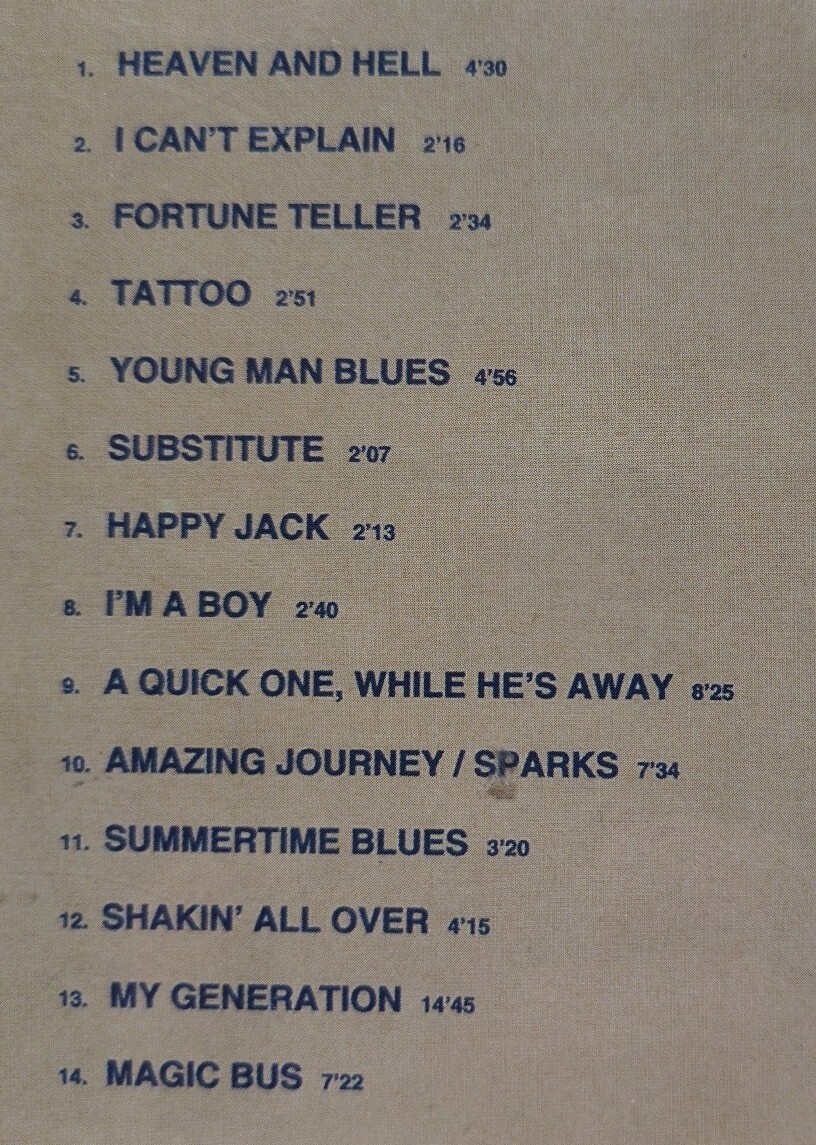 1. HEAVEN AND HELL 4'30
2. I CAN'T EXPLAIN 2'16
3. FORTUNE TELLER 2'34
4. TATTOO 2'51
5. YOUNG MAN BLUES 4'56
6. SUBSTITUTE 2'07
7. HAPPY JACK 2'13
8. I'M A BOY 2'40
9. A QUICK ONE, WHILE HE'S AWAY 8'25
10. AMAZING JOURNEY / SPARKS 7'34
11. SUMMERTIME BLUES 3'20
12. SHAKIN' ALL OVER 4'15
13. MY GENERATION 14'45
14. MAGIC BUS 7'22